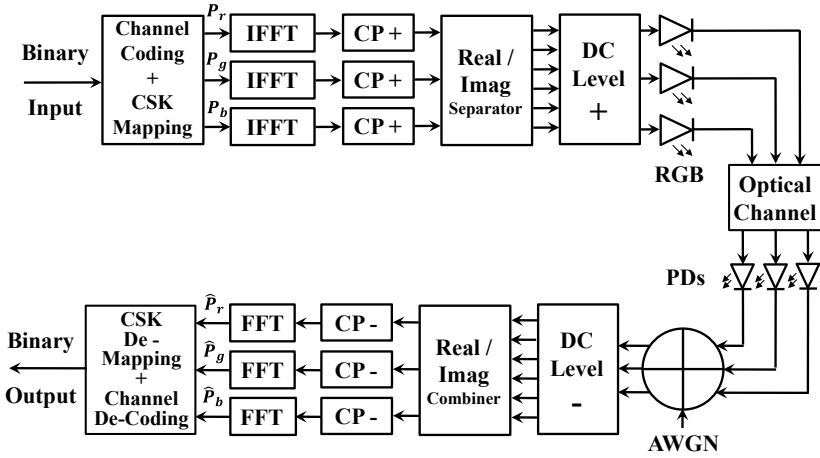 Binary
Input
Channel
Coding
+
CSK
Mapping
P_r
P_g
P_b
IFFT
IFFT
IFFT
CP +
CP +
CP +
Real /
Imag
Separator
DC
Level
+
RGB
Optical
Channel
PDs
AWGN
DC
Level
-
Real /
Imag
Combiner
CP -
CP -
CP -
FFT
FFT
FFT
P̂_r
P̂_g
P̂_b
CSK
De -
Mapping
+
Channel
De-Coding
Binary
Output